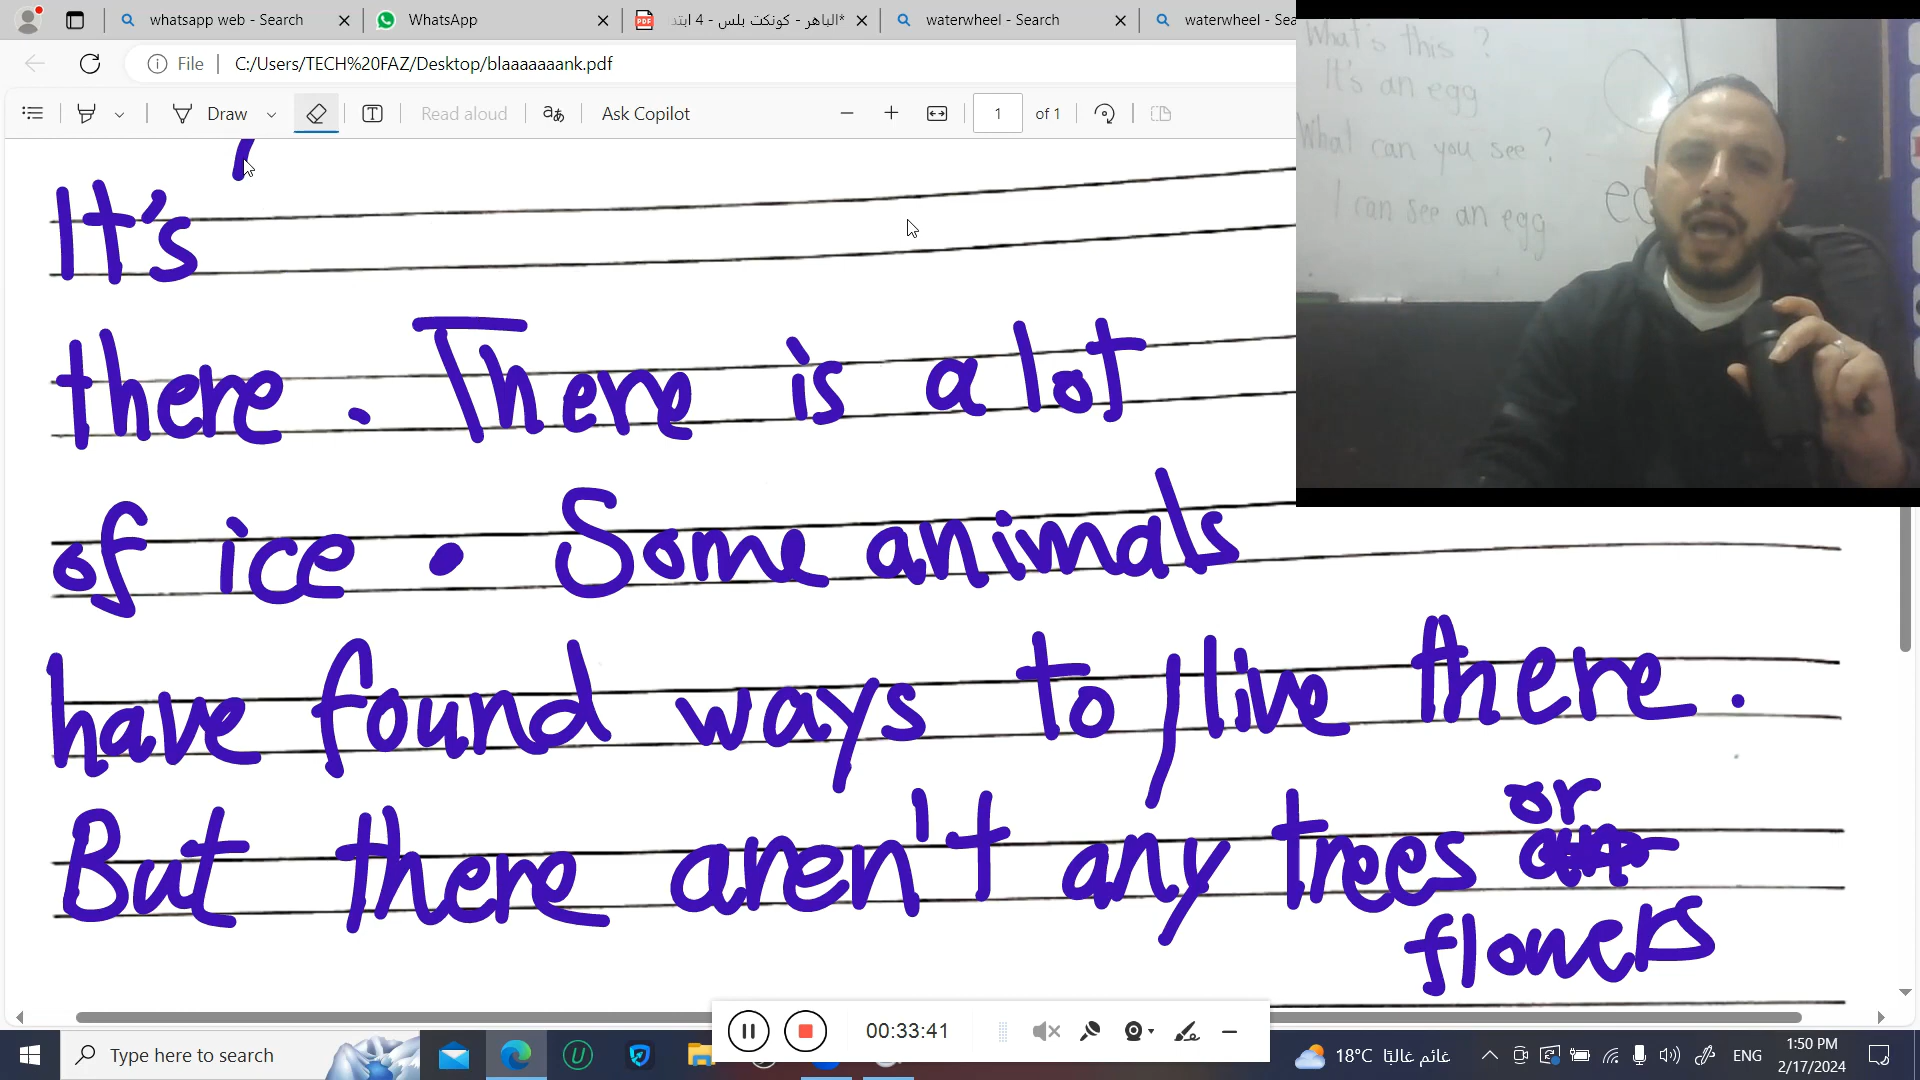 whatsapp web - Search
WhatsApp
PDF
الباهر - كونكت بلس - 4 ابتد*
waterwheel - Search
waterwheel - Sea
File
C:/Users/TECH%20FAZ/Desktop/blaaaaaaank.pdf
Draw
Read aloud
Ask Copilot
1
of 1
What's this ?
It's an egg
What can you see ?
I can see an egg
It's
there . There is a lot
of ice . Some animals
have found ways to live there .
But there aren't any trees or
flowers
00:33:41
Type here to search
18°C غائم غالبًا
ENG
1:50 PM
2/17/2024